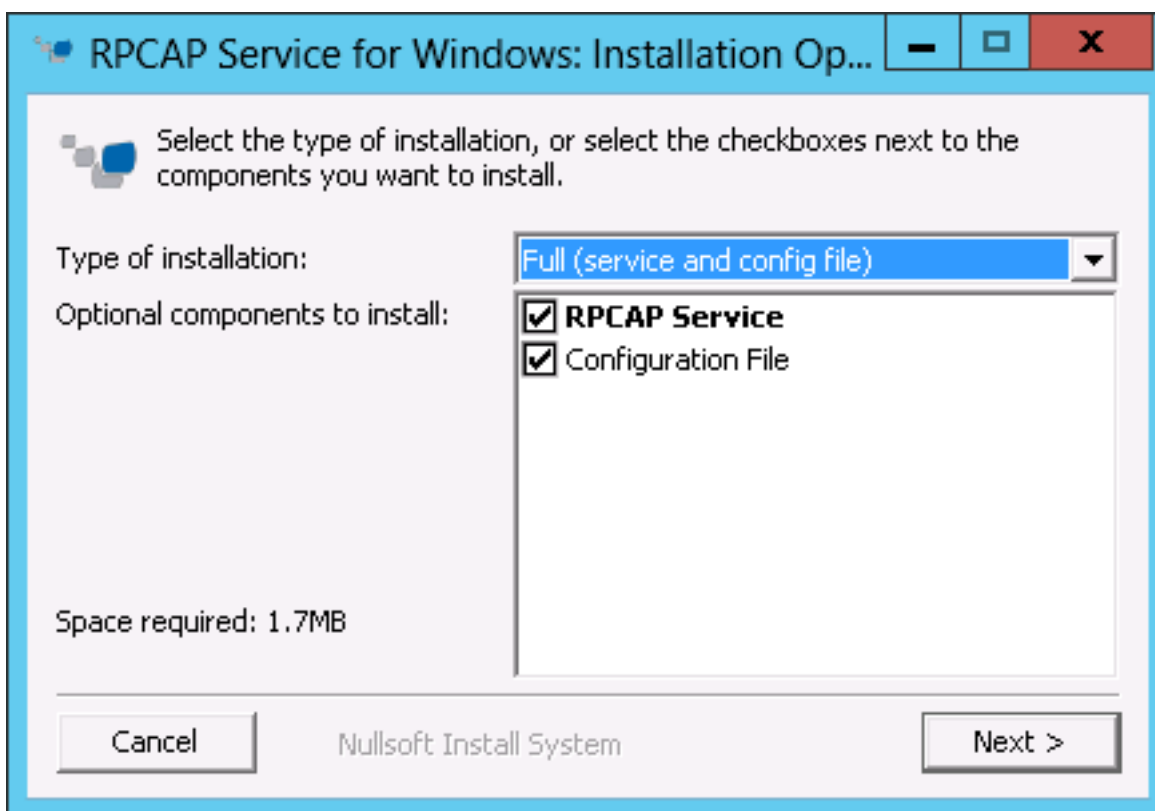 RPCAP Service for Windows: Installation Op...
Select the type of installation, or select the checkboxes next to the
components you want to install.
Type of installation:
Full (service and config file)
Optional components to install:
RPCAP Service
Configuration File
Space required: 1.7MB
Cancel
Nullsoft Install System
Next >